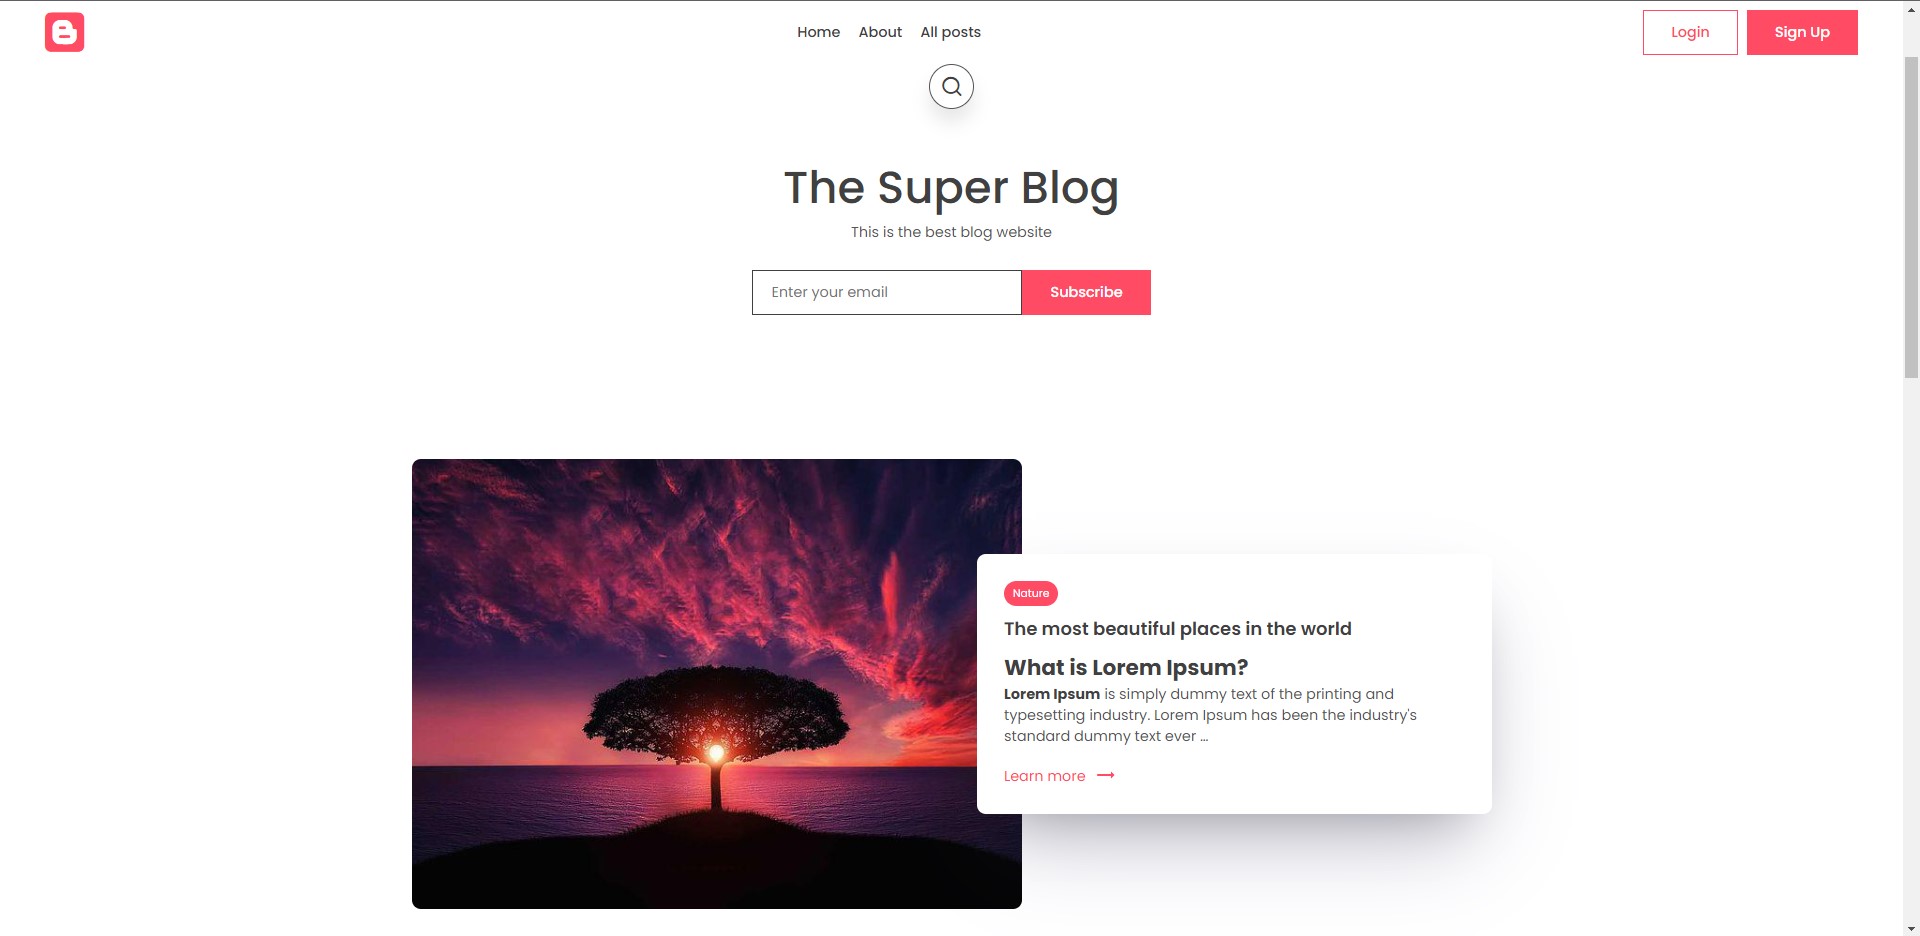 Home About All posts Login Sign Up
The Super Blog
This is the best blog website
Enter your email Subscribe
Nature
The most beautiful places in the world
What is Lorem Ipsum?
Lorem Ipsum is simply dummy text of the printing and
typesetting industry. Lorem Ipsum has been the industry's
standard dummy text ever ...
Learn more